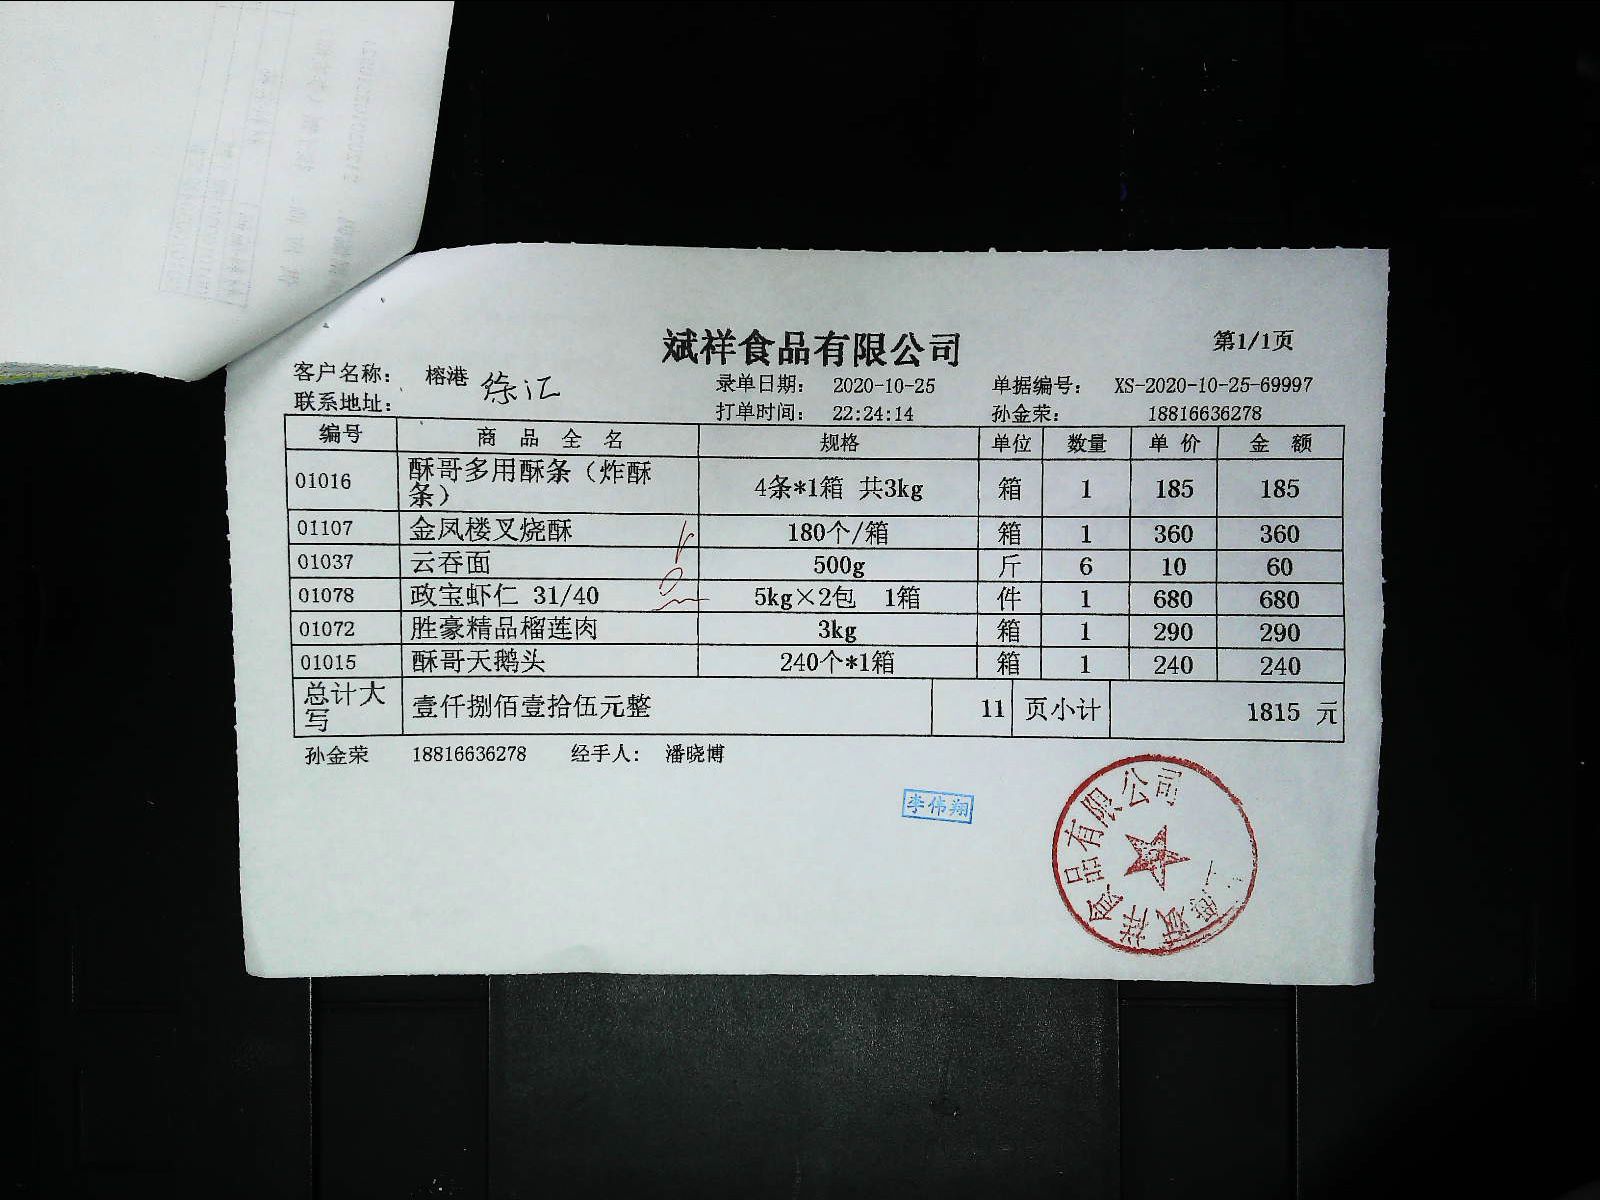 斌祥食品有限公司
第1/1页
客户名称： 榕港 徐汇
录单日期： 2020-10-25
单据编号： XS-2020-10-25-69997
联系地址：
打单时间： 22:24:14
孙金荣： 18816636278
编号 商 品 全 名 规格 单位 数量 单 价 金 额
01016 酥哥多用酥条（炸酥条） 4条*1箱 共3kg 箱 1 185 185
01107 金凤楼叉烧酥 180个/箱 箱 1 360 360
01037 云吞面 500g 斤 6 10 60
01078 政宝虾仁 31/40 5kg×2包 1箱 件 1 680 680
01072 胜豪精品榴莲肉 3kg 箱 1 290 290
01015 酥哥天鹅头 240个*1箱 箱 1 240 240
总计大写 壹仟捌佰壹拾伍元整 11 页小计 1815 元
孙金荣 18816636278 经手人： 潘晓博
李伟翔
上海斌祥食品有限公司